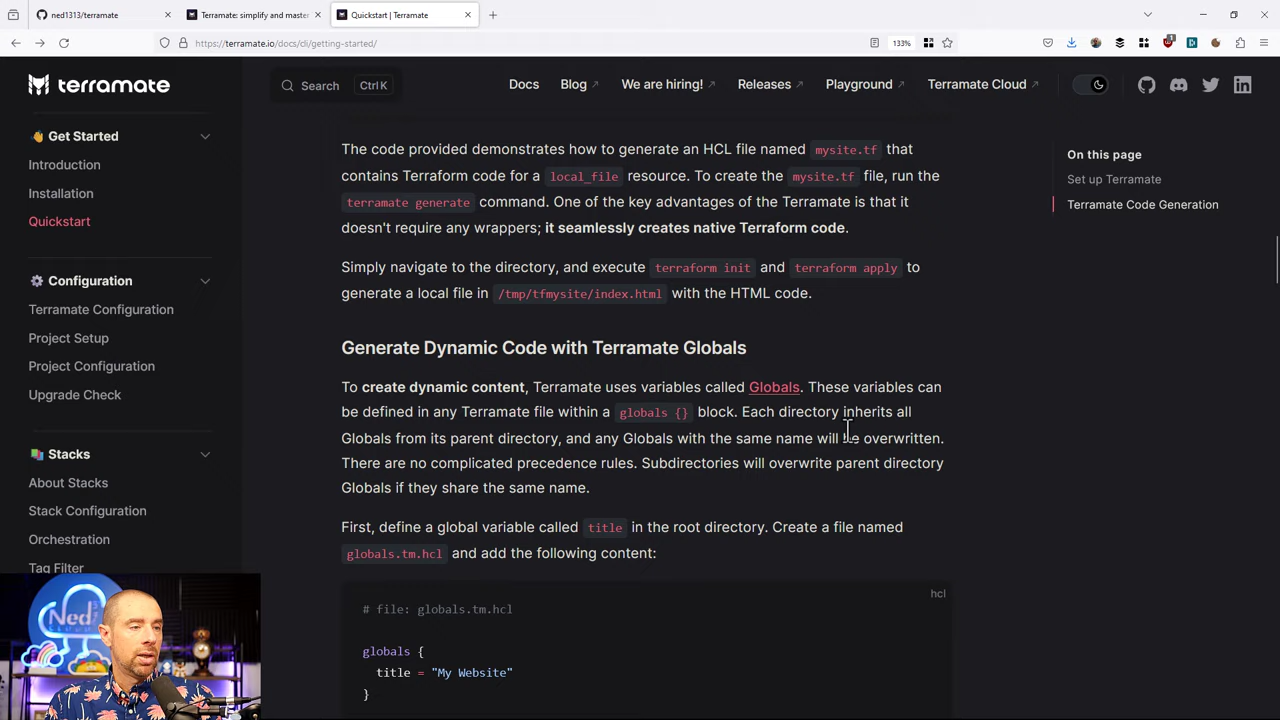 ned1313/terramate
Terramate: simplify and master
Quickstart | Terramate
https://terramate.io/docs/cli/getting-started/
133%
terramate
Search
Ctrl K
Docs
Blog
We are hiring!
Releases
Playground
Terramate Cloud
👋 Get Started
Introduction
Installation
Quickstart
⚙️ Configuration
Terramate Configuration
Project Setup
Project Configuration
Upgrade Check
📚 Stacks
About Stacks
Stack Configuration
Orchestration
Tag Filter
The code provided demonstrates how to generate an HCL file named mysite.tf that
contains Terraform code for a local_file resource. To create the mysite.tf file, run the
terramate generate command. One of the key advantages of the Terramate is that it
doesn't require any wrappers; it seamlessly creates native Terraform code.
Simply navigate to the directory, and execute terraform init and terraform apply to
generate a local file in /tmp/tfmysite/index.html with the HTML code.
Generate Dynamic Code with Terramate Globals
To create dynamic content, Terramate uses variables called Globals. These variables can
be defined in any Terramate file within a globals {} block. Each directory inherits all
Globals from its parent directory, and any Globals with the same name will be overwritten.
There are no complicated precedence rules. Subdirectories will overwrite parent directory
Globals if they share the same name.
First, define a global variable called title in the root directory. Create a file named
globals.tm.hcl and add the following content:
hcl
# file: globals.tm.hcl
globals {
title = "My Website"
}
On this page
Set up Terramate
Terramate Code Generation
Ned